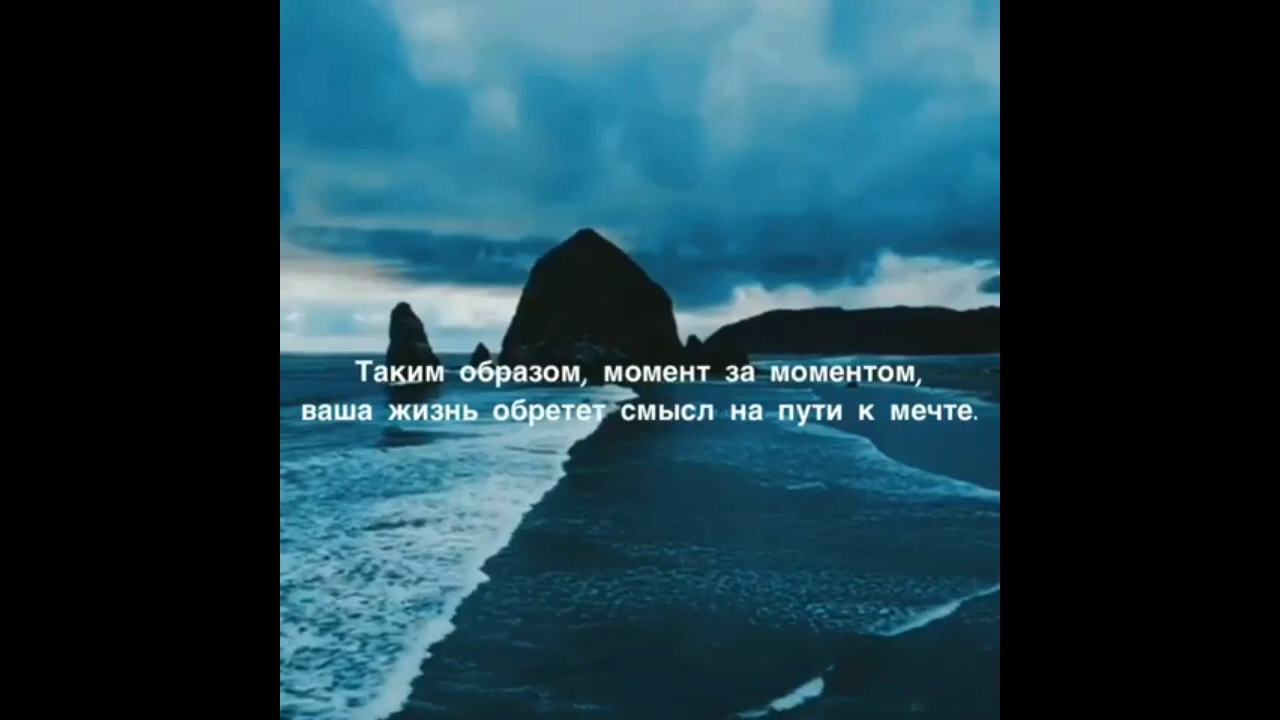 Таким образом, момент за моментом,
ваша жизнь обретет смысл на пути к мечте.